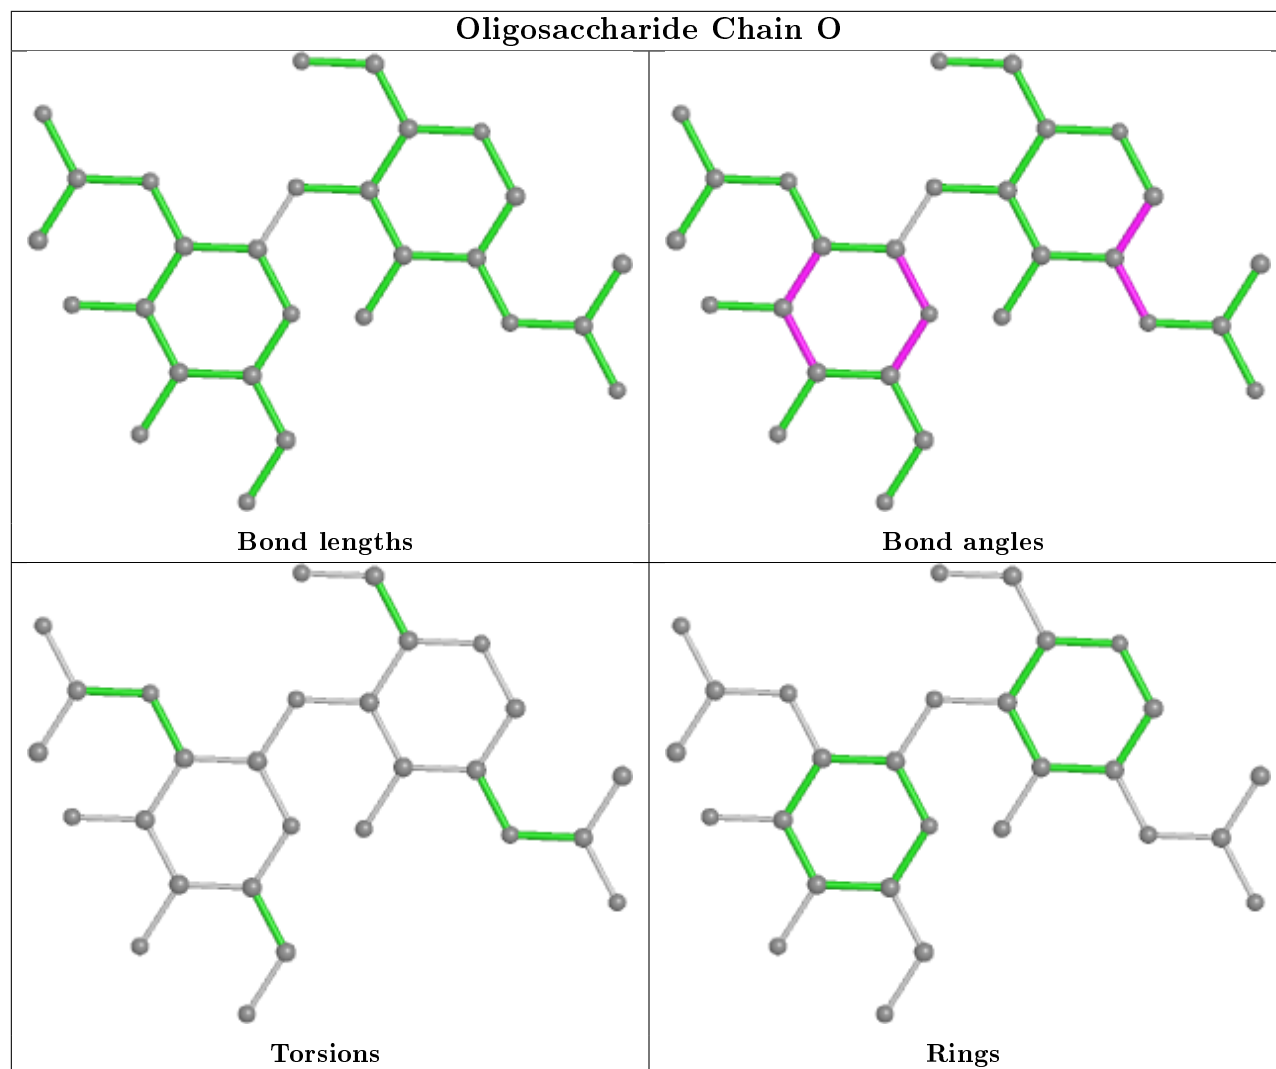 Oligosaccharide Chain O
Bond lengths
Bond angles
Torsions
Rings